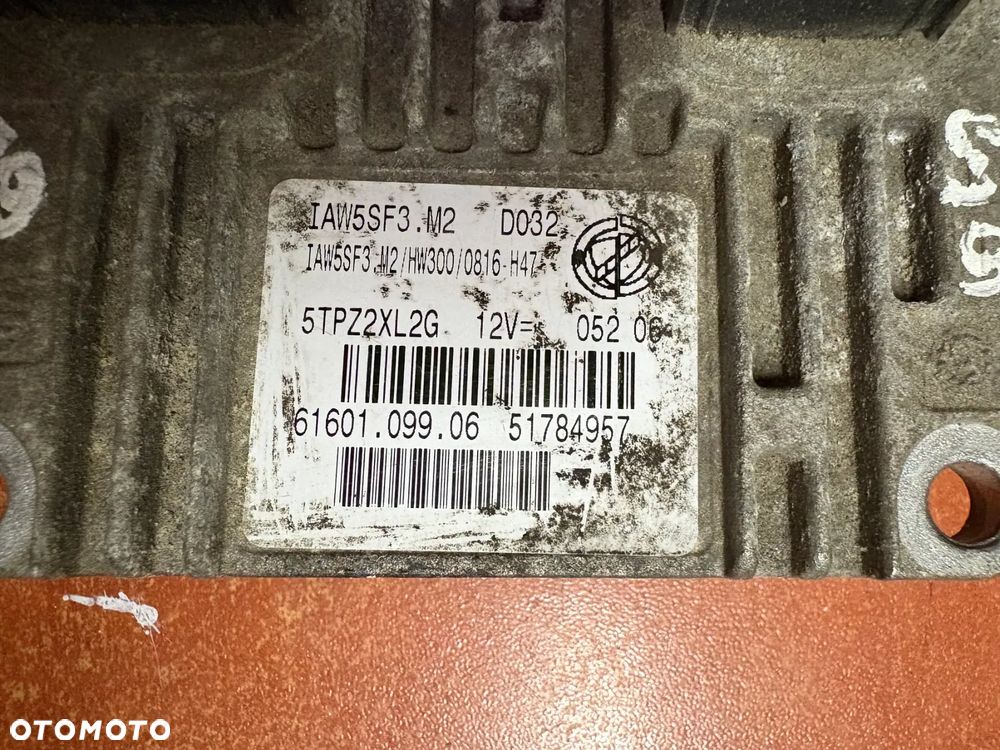 IAW5SF3.M2 D032
IAW5SF3.M2/HW300/0816-H47
5TPZ2XL2G 12V= 052 06
61601.099.06 51784957
OTOMOTO